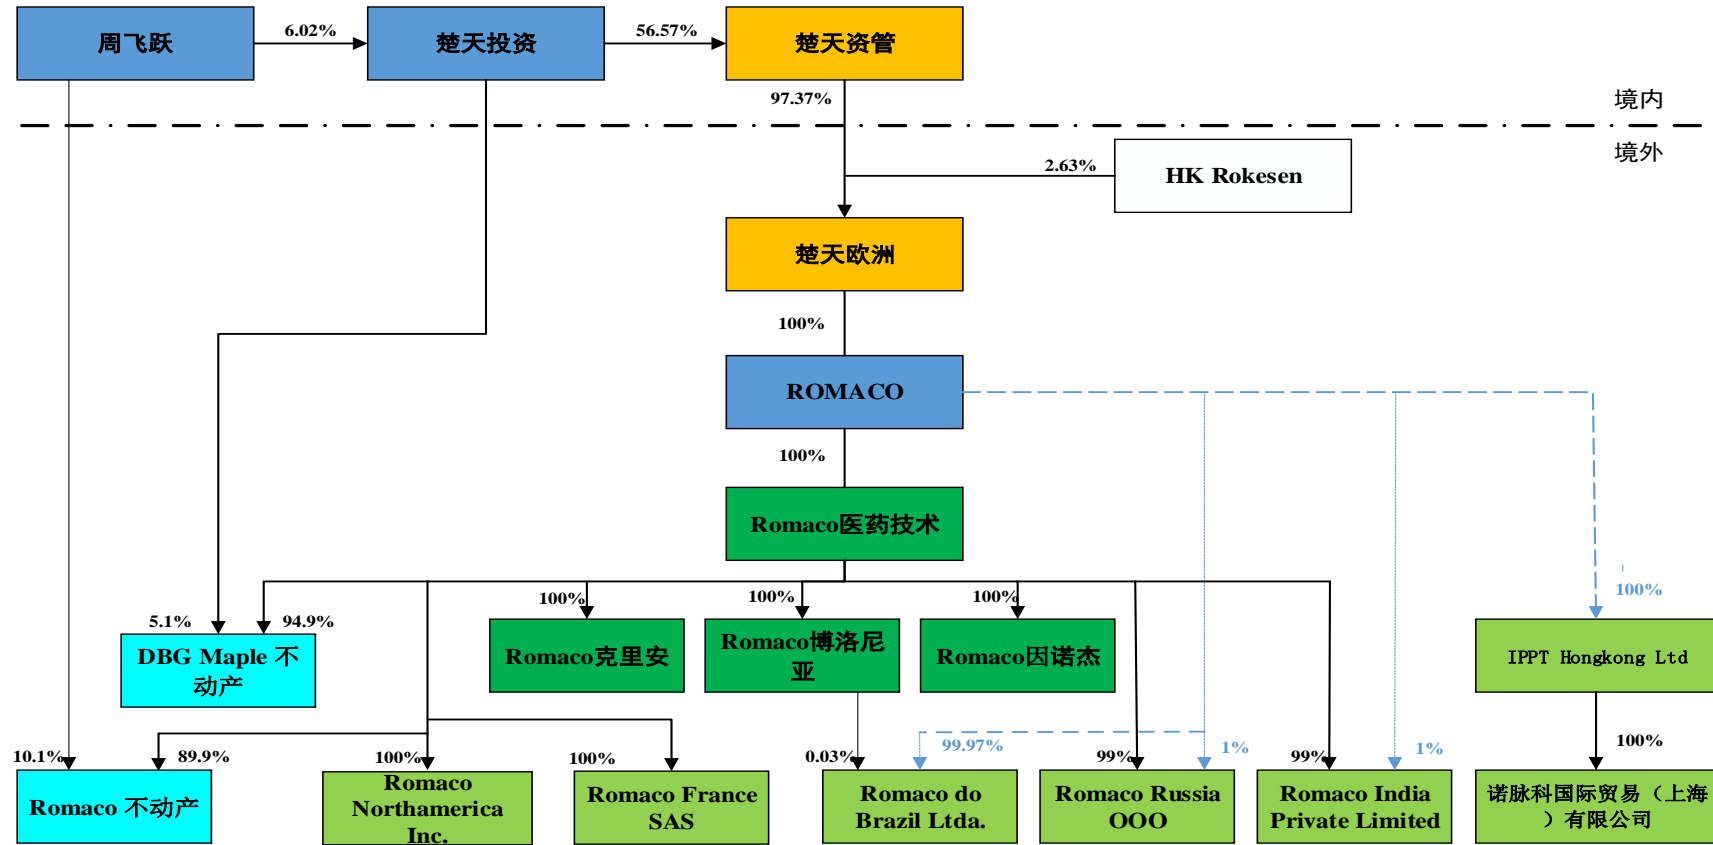 周飞跃
6.02%
楚天投资
56.57%
楚天资管
97.37%
境内
境外
2.63%
HK Rokesen
楚天欧洲
100%
ROMACO
100%
Romaco医药技术
5.1%
94.9%
100%
100%
100%
100%
DBG Maple 不
动产
Romaco克里安
Romaco博洛尼
亚
Romaco因诺杰
IPPT Hongkong Ltd
10.1%
89.9%
100%
100%
0.03%
99.97%
99%
1%
99%
1%
100%
Romaco 不动产
Romaco
Northamerica
Inc.
Romaco France
SAS
Romaco do
Brazil Ltda.
Romaco Russia
OOO
Romaco India
Private Limited
诺脉科国际贸易（上海
）有限公司